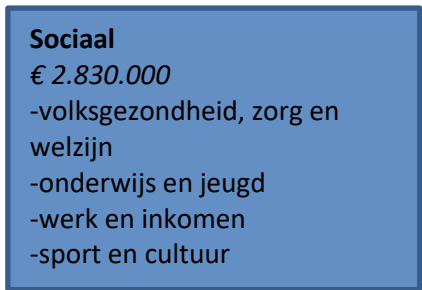 Sociaal
€ 2.830.000
-volksgezondheid, zorg en
welzijn
-onderwijs en jeugd
-werk en inkomen
-sport en cultuur